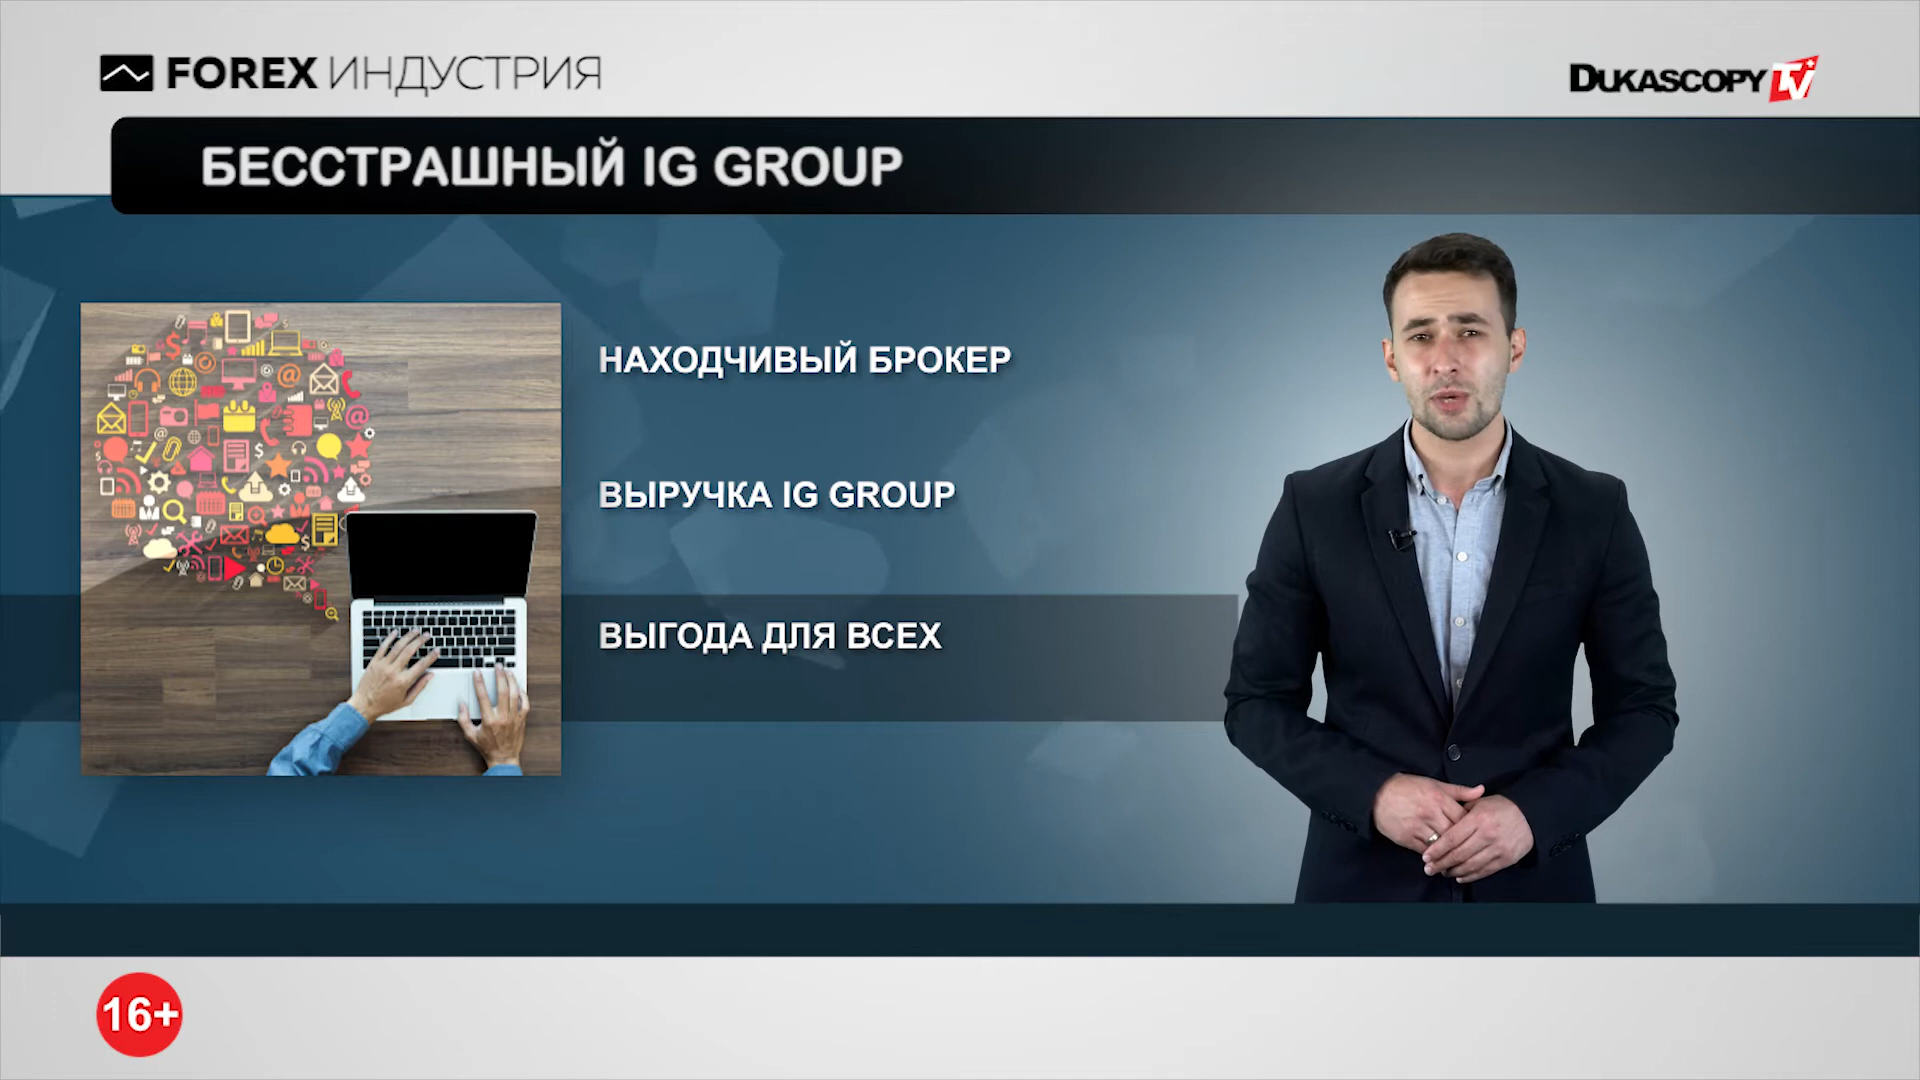 FOREX ИНДУСТРИЯ
DUKASCOPY TV
БЕССТРАШНЫЙ IG GROUP
НАХОДЧИВЫЙ БРОКЕР
ВЫРУЧКА IG GROUP
ВЫГОДА ДЛЯ ВСЕХ
16+